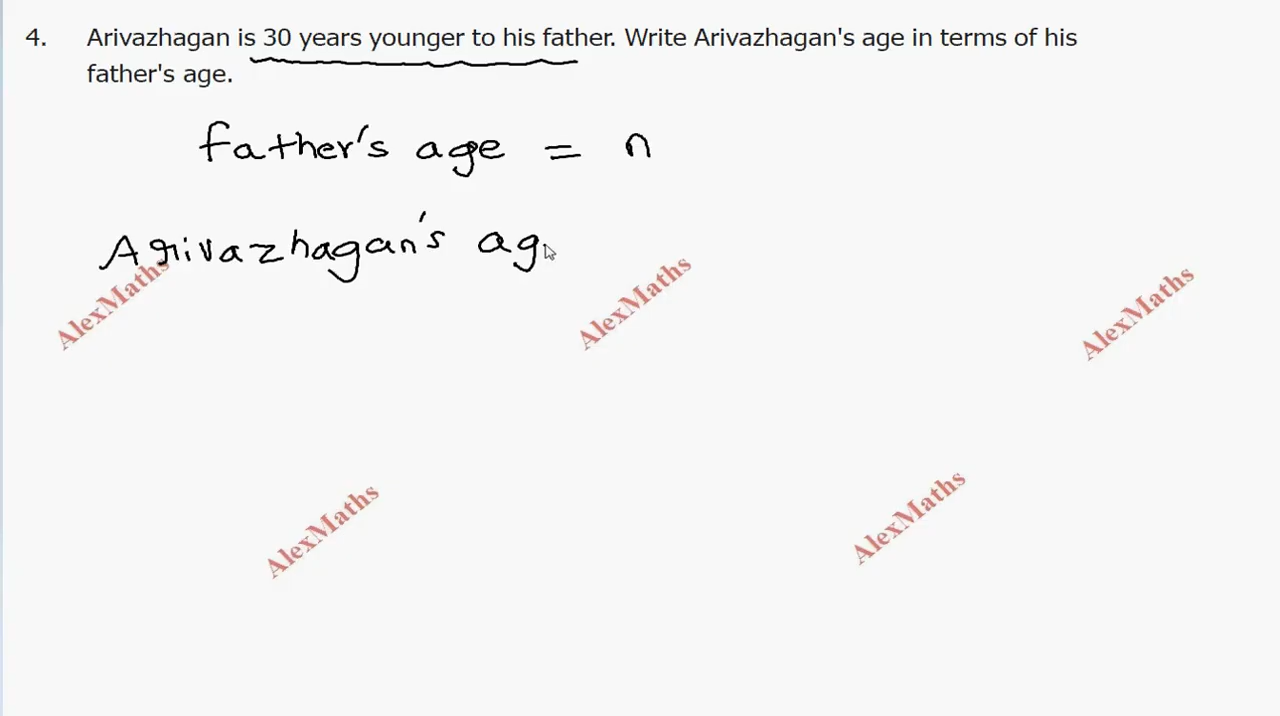 4. Arivazhagan is 30 years younger to his father. Write Arivazhagan's age in terms of his
father's age.
father's age = n
Arivazhagan's ag
AlexMaths AlexMaths AlexMaths
AlexMaths AlexMaths